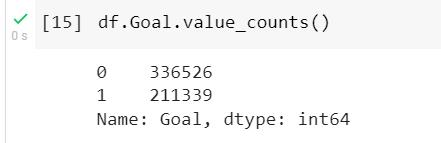 [15] df.Goal.value_counts()
0s
0    336526
1    211339
Name: Goal, dtype: int64